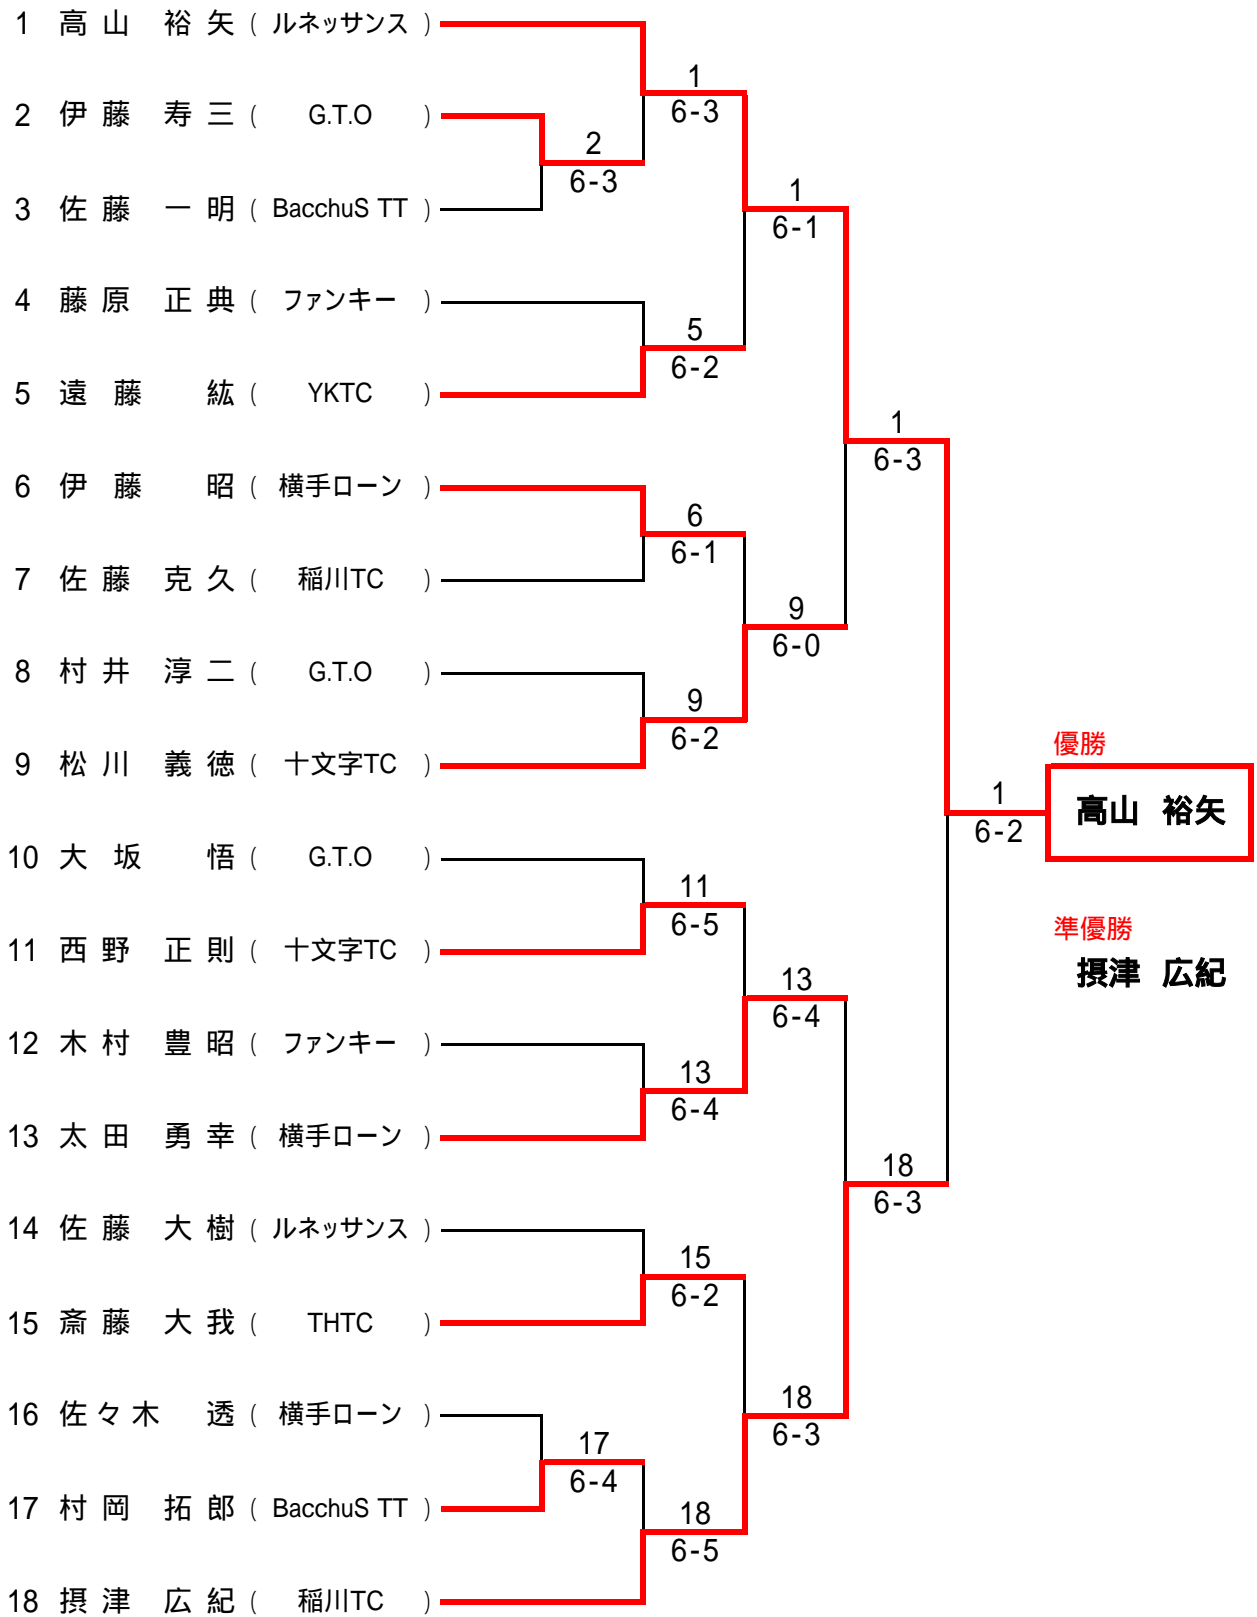 1 高山 裕矢 ( ルネッサンス )
1
6-3
2 伊藤 寿三 ( G.T.O )
2
6-3
3 佐藤 一明 ( BacchuS TT )
1
6-1
4 藤原 正典 ( ファンキー )
5
6-2
5 遠藤 紘 ( YKTC )
1
6-3
6 伊藤 昭 ( 横手ローン )
6
6-1
7 佐藤 克久 ( 稲川TC )
9
6-0
8 村井 淳二 ( G.T.O )
9
6-2
9 松川 義徳 ( 十文字TC )
優勝
高山 裕矢
1
6-2
10 大坂 悟 ( G.T.O )
11
6-5
準優勝
摂津 広紀
11 西野 正則 ( 十文字TC )
13
6-4
12 木村 豊昭 ( ファンキー )
13
6-4
13 太田 勇幸 ( 横手ローン )
18
6-3
14 佐藤 大樹 ( ルネッサンス )
15
6-2
15 斎藤 大我 ( THTC )
18
6-3
16 佐々木 透 ( 横手ローン )
17
6-4
17 村岡 拓郎 ( BacchuS TT )
18
6-5
18 摂津 広紀 ( 稲川TC )